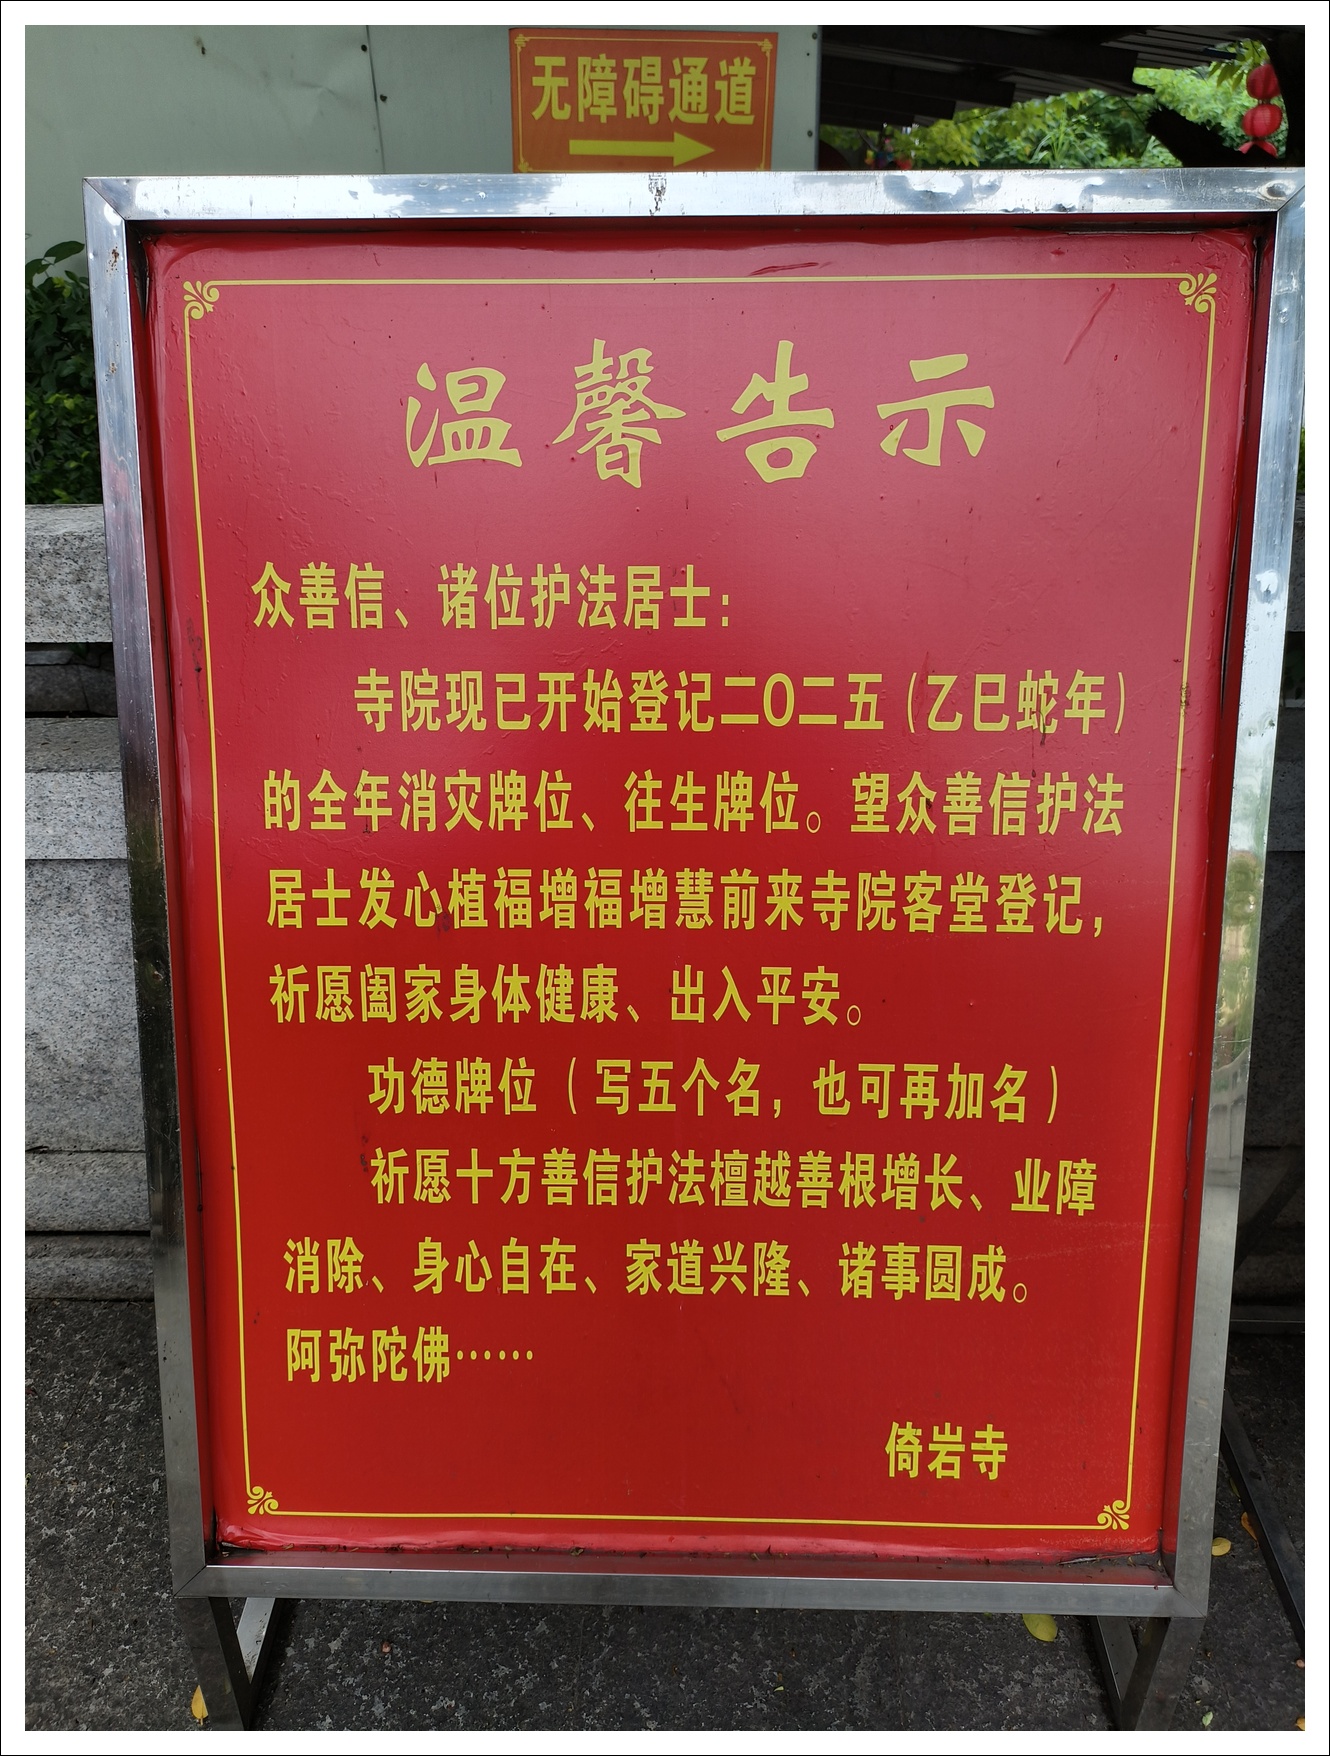 无障碍通道
温馨告示
众善信、诸位护法居士：
寺院现已开始登记二〇二五（乙巳蛇年）
的全年消灾牌位、往生牌位。望众善信护法
居士发心植福增福增慧前来寺院客堂登记，
祈愿阖家身体健康、出入平安。
功德牌位（写五个名，也可再加名）
祈愿十方善信护法檀越善根增长、业障
消除、身心自在、家道兴隆、诸事圆成。
阿弥陀佛……
倚岩寺